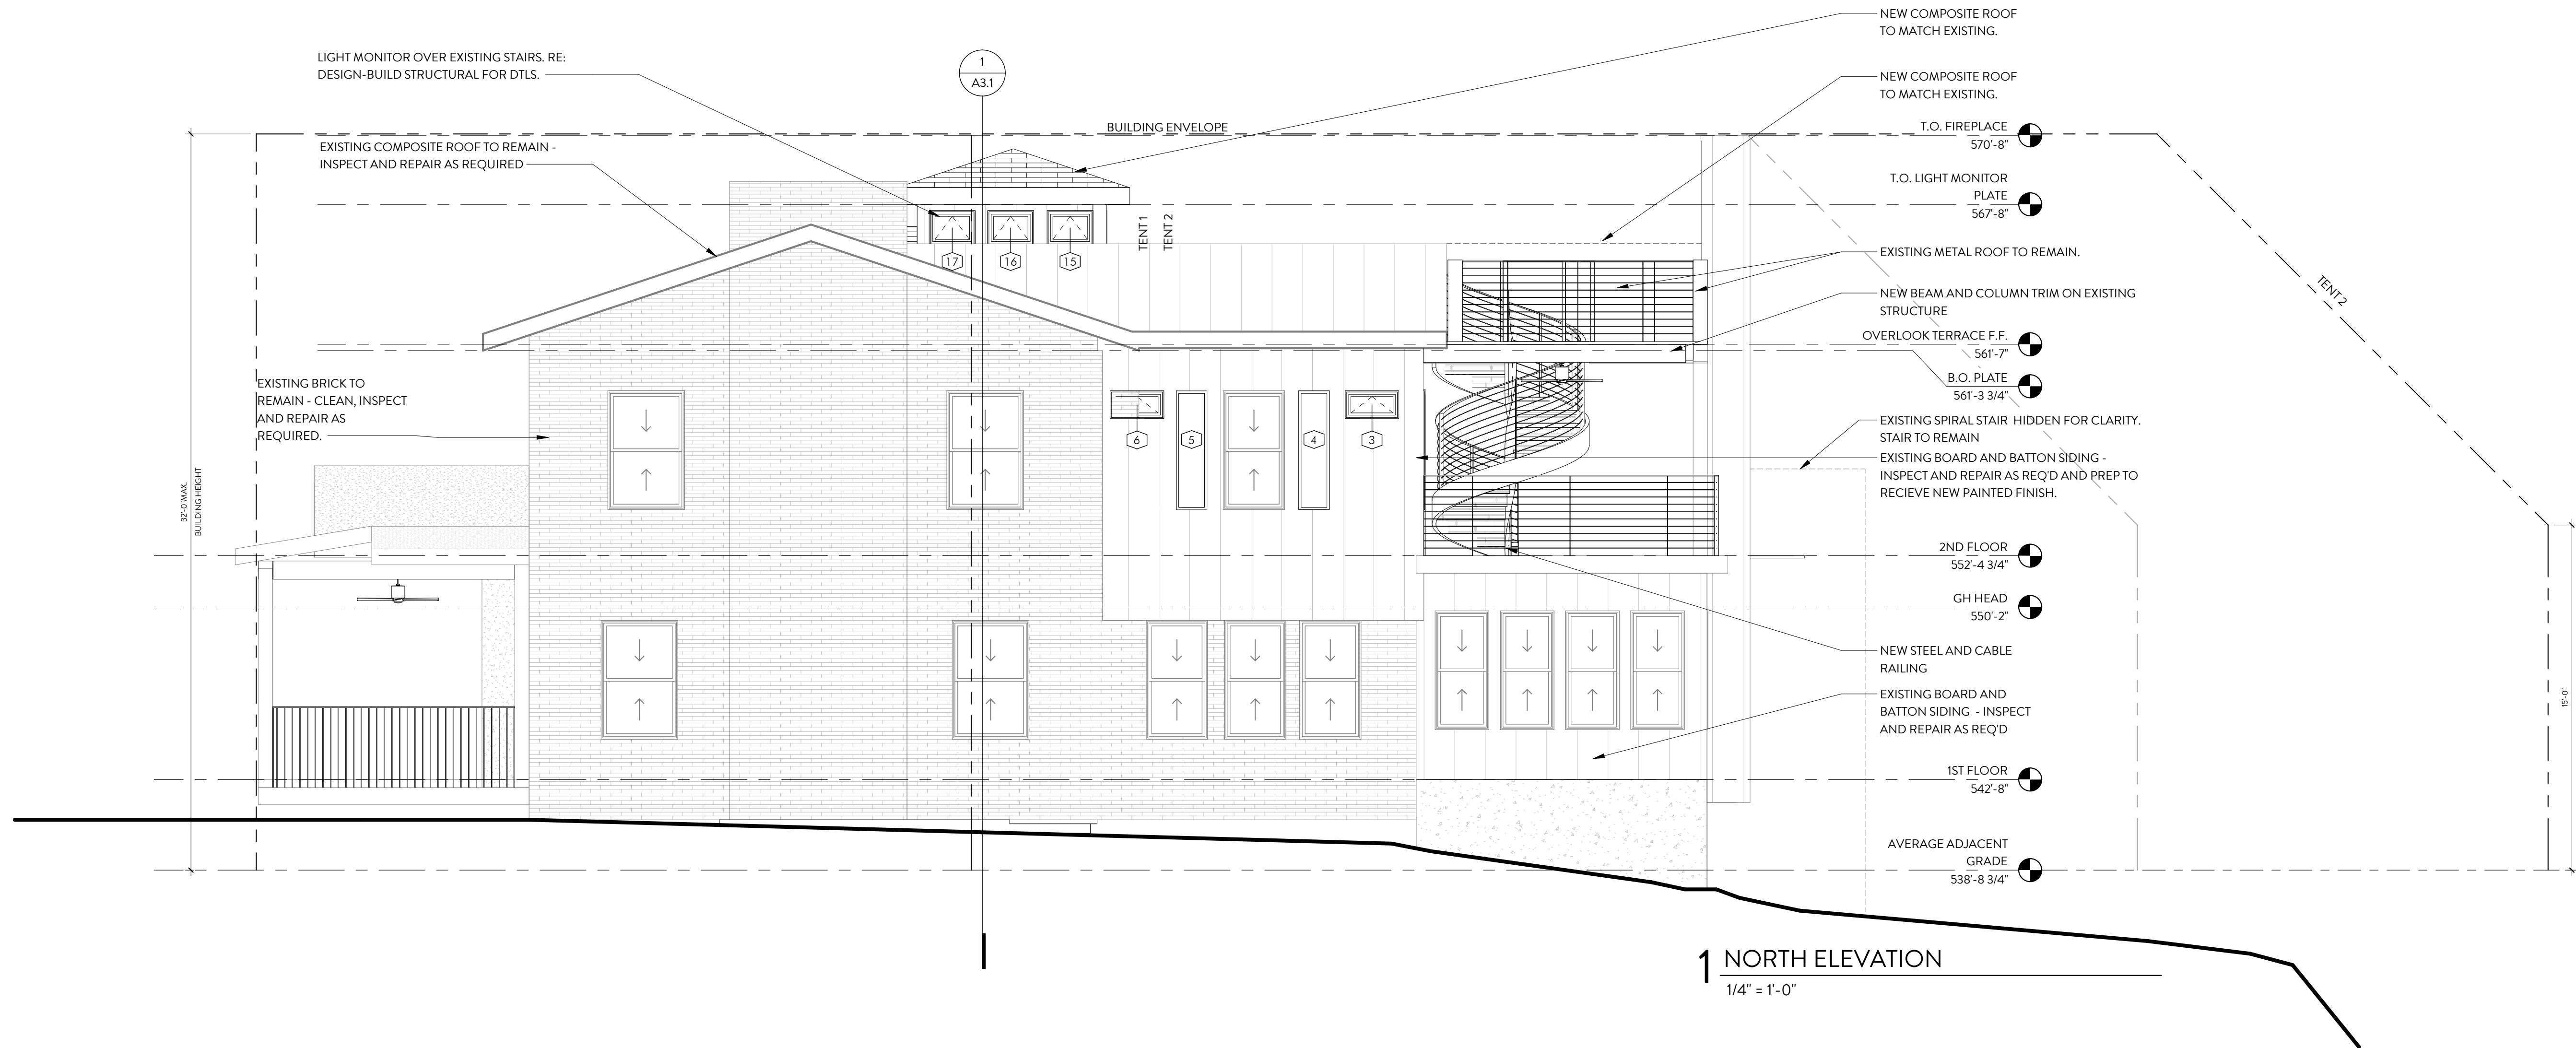 NEW COMPOSITE ROOF
TO MATCH EXISTING.
LIGHT MONITOR OVER EXISTING STAIRS. RE:
DESIGN-BUILD STRUCTURAL FOR DTLS.
1
A3.1
NEW COMPOSITE ROOF
TO MATCH EXISTING.
BUILDING ENVELOPE
T.O. FIREPLACE
570'-8"
EXISTING COMPOSITE ROOF TO REMAIN -
INSPECT AND REPAIR AS REQUIRED
T.O. LIGHT MONITOR
PLATE
567'-8"
TENT 1
TENT 2
17
16
15
EXISTING METAL ROOF TO REMAIN.
TENT 2
NEW BEAM AND COLUMN TRIM ON EXISTING
STRUCTURE
OVERLOOK TERRACE F.F.
561'-7"
B.O. PLATE
561'-3 3/4"
EXISTING BRICK TO
REMAIN - CLEAN, INSPECT
AND REPAIR AS
REQUIRED.
6
5
4
3
EXISTING SPIRAL STAIR HIDDEN FOR CLARITY.
STAIR TO REMAIN
EXISTING BOARD AND BATTON SIDING -
INSPECT AND REPAIR AS REQ'D AND PREP TO
RECIEVE NEW PAINTED FINISH.
32'-0"MAX.
BUILDING HEIGHT
2ND FLOOR
552'-4 3/4"
GH HEAD
550'-2"
NEW STEEL AND CABLE
RAILING
EXISTING BOARD AND
BATTON SIDING - INSPECT
AND REPAIR AS REQ'D
15'-0"
1ST FLOOR
542'-8"
AVERAGE ADJACENT
GRADE
538'-8 3/4"
1 NORTH ELEVATION
1/4" = 1'-0"